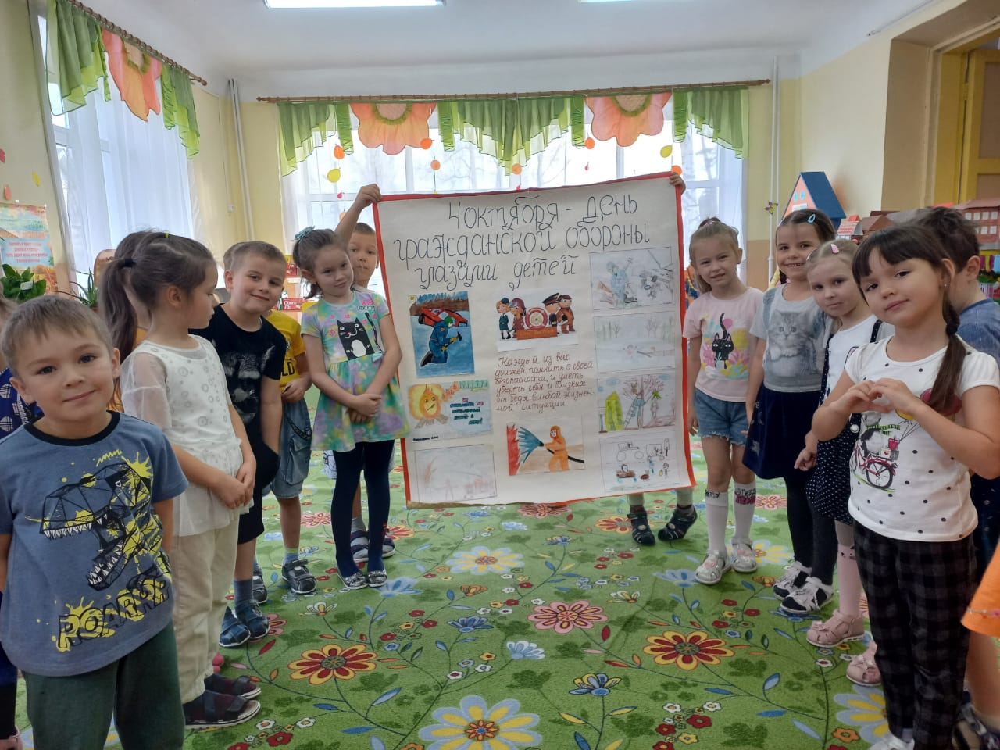 4 октября - День
гражданской обороны
глазами детей
Каждый из вас
должен помнить о своей
безопасности, и уметь
уберечь себя и близких
от беды в любой жизнен-
ной ситуации
ROAR